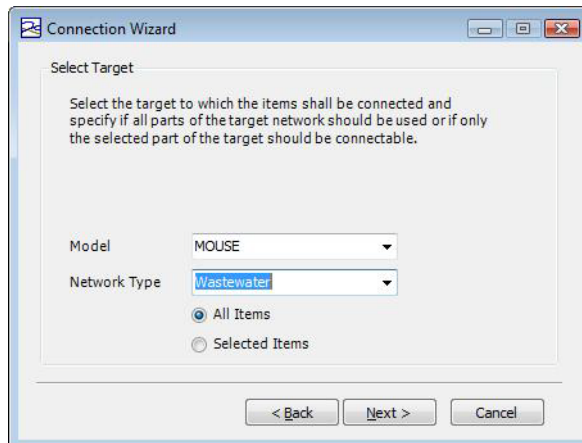 Connection Wizard
Select Target
Select the target to which the items shall be connected and
specify if all parts of the target network should be used or if only
the selected part of the target should be connectable.
Model MOUSE
Network Type Wastewater
All Items
Selected Items
< Back Next > Cancel